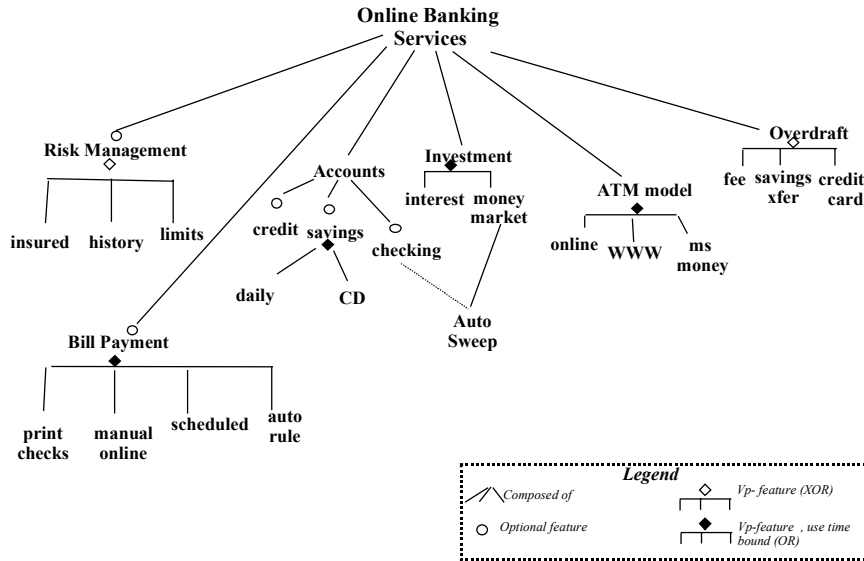 Online Banking
Services
Risk Management
insured
history
limits
Accounts
credit
savings
checking
daily
CD
Investment
interest
money
market
Auto
Sweep
ATM model
online
WWW
ms
money
Overdraft
fee
savings
xfer
credit
card
Bill Payment
print
checks
manual
online
scheduled
auto
rule
Legend
Composed of
Optional feature
Vp- feature (XOR)
Vp-feature , use time
bound (OR)